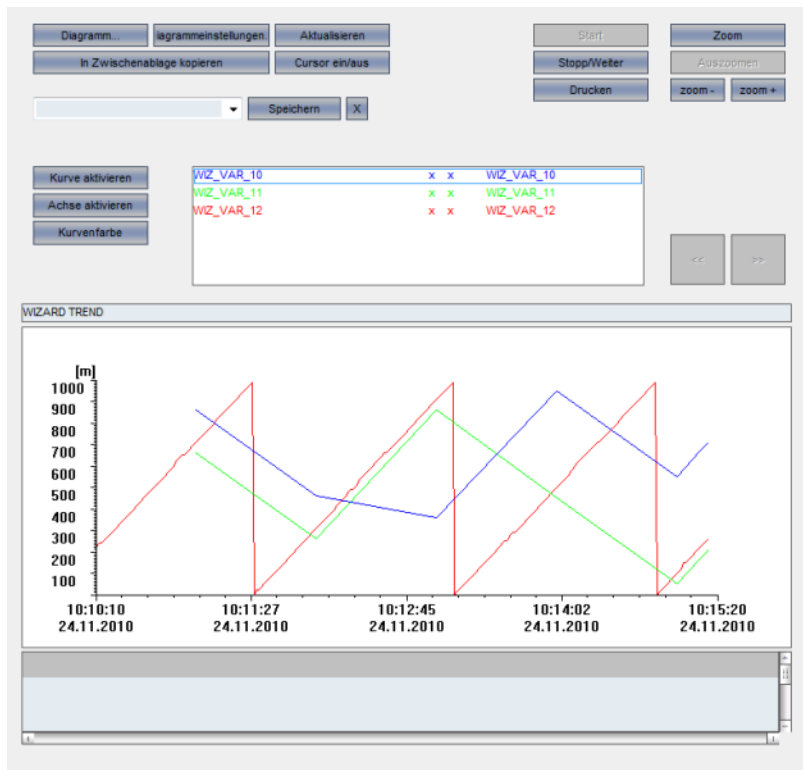 Diagramm... iagrammeinstellungen. Aktualisieren Start Zoom
In Zwischenablage kopieren Cursor ein/aus Stopp/Weiter Auszoomen
Drucken zoom - zoom +
Speichern X
Kurve aktivieren WIZ_VAR_10 x x WIZ_VAR_10
WIZ_VAR_11 x x WIZ_VAR_11
Achse aktivieren WIZ_VAR_12 x x WIZ_VAR_12
Kurvenfarbe
<< >>
WIZARD TREND
[m]
1000
900
800
700
600
500
400
300
200
100
10:10:10 10:11:27 10:12:45 10:14:02 10:15:20
24.11.2010 24.11.2010 24.11.2010 24.11.2010 24.11.2010